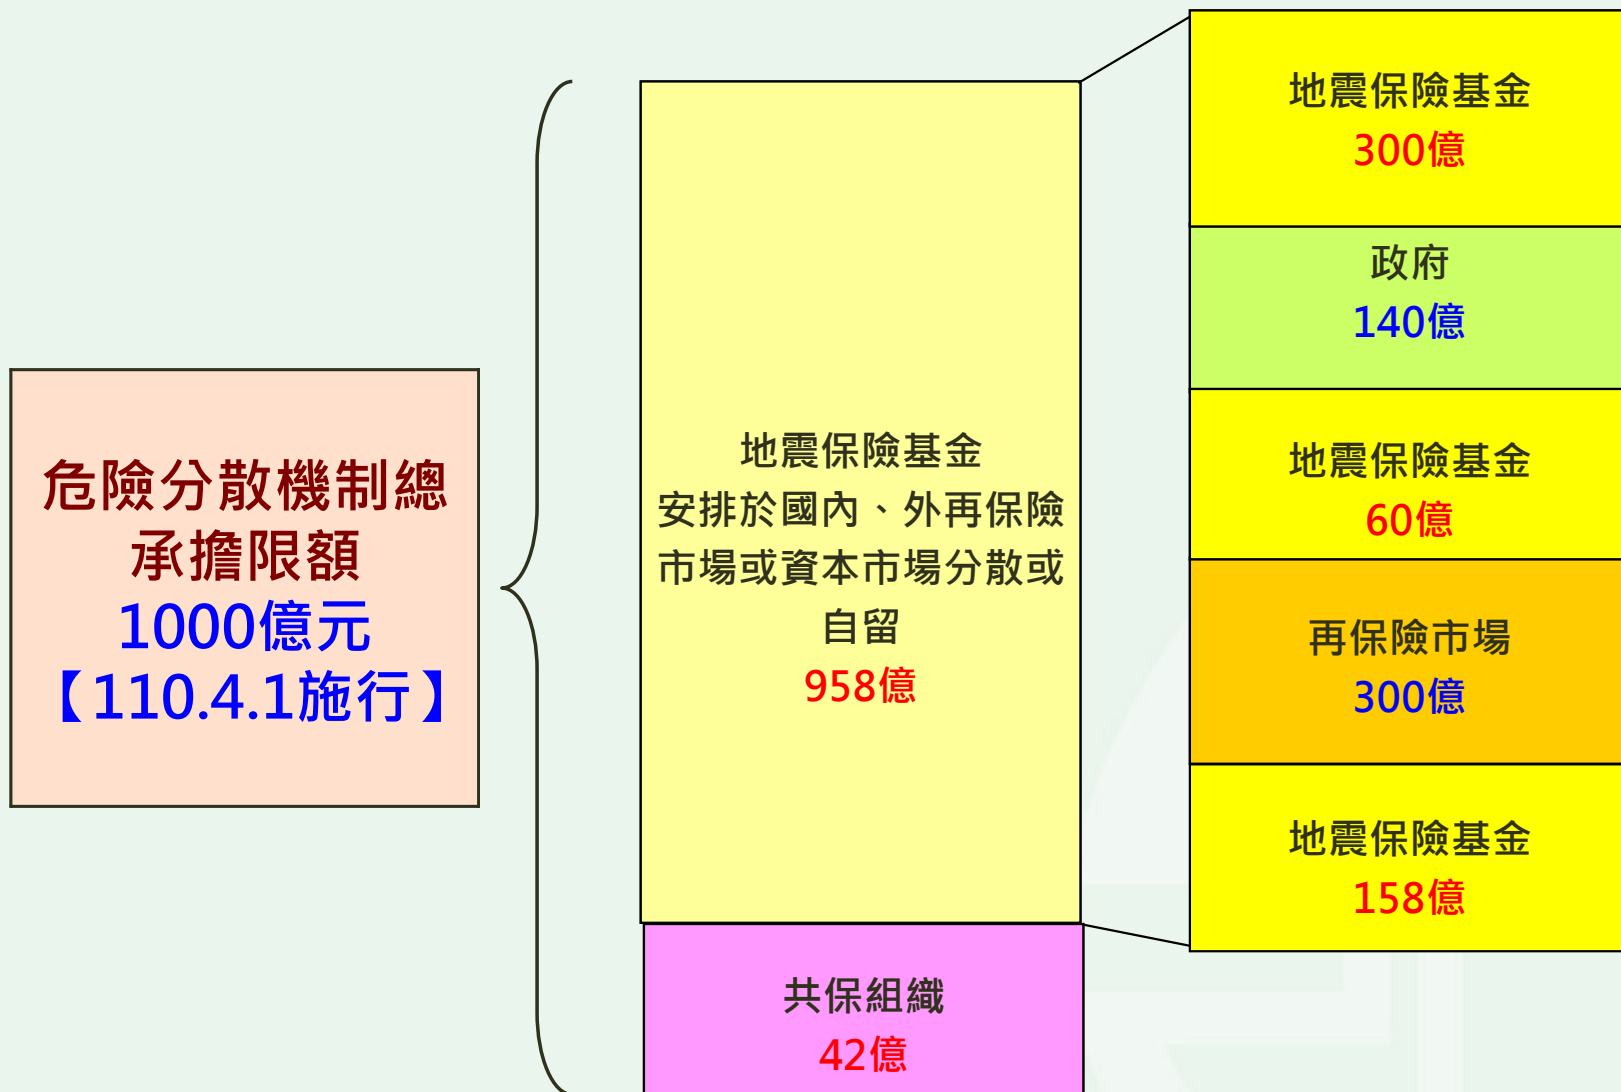 危險分散機制總
承擔限額
1000億元
【110.4.1施行】
地震保險基金
安排於國內、外再保險
市場或資本市場分散或
自留
958億
共保組織
42億
地震保險基金
300億
政府
140億
地震保險基金
60億
再保險市場
300億
地震保險基金
158億